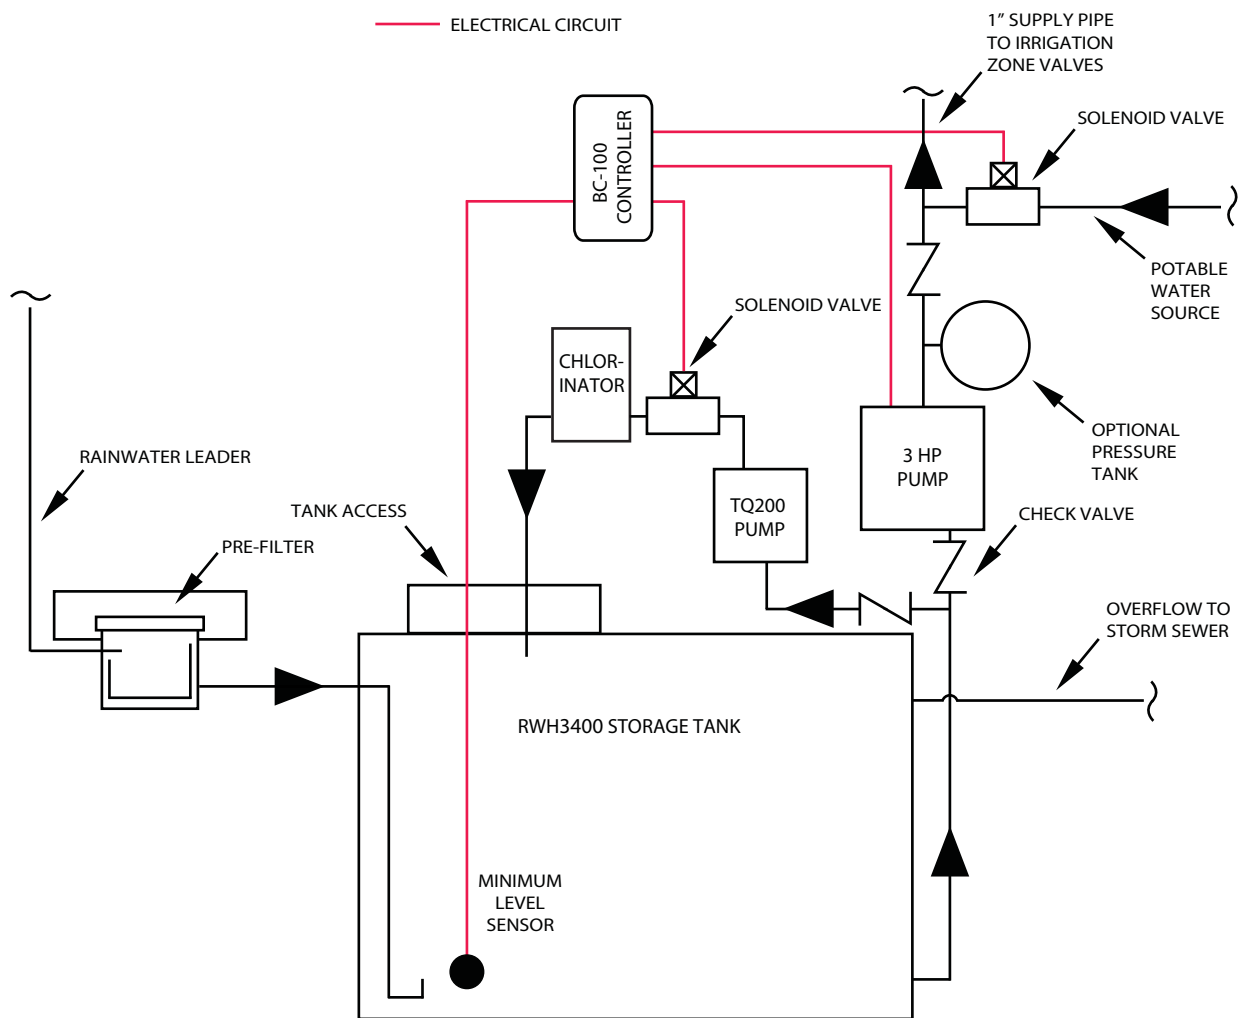 ELECTRICAL CIRCUIT
1” SUPPLY PIPE
TO IRRIGATION
ZONE VALVES
SOLENOID VALVE
BC-100
CONTROLLER
POTABLE
WATER
SOURCE
SOLENOID VALVE
CHLOR-
INATOR
OPTIONAL
PRESSURE
TANK
3 HP
PUMP
RAINWATER LEADER
TANK ACCESS
TQ200
PUMP
CHECK VALVE
PRE-FILTER
OVERFLOW TO
STORM SEWER
RWH3400 STORAGE TANK
MINIMUM
LEVEL
SENSOR